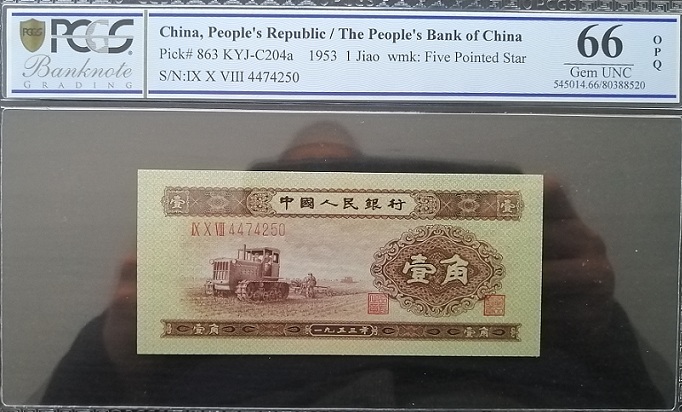 PCGS
Banknote
GRADING
China, People's Republic / The People's Bank of China
Pick# 863 KYJ-C204a 1953 1 Jiao wmk: Five Pointed Star
S/N:IX X VIII 4474250
66
Gem UNC
545014.66/80388520
OPQ
壹 中國人民銀行 壹
IX X VIII 4474250
壹角
壹角 一九五三年 壹角